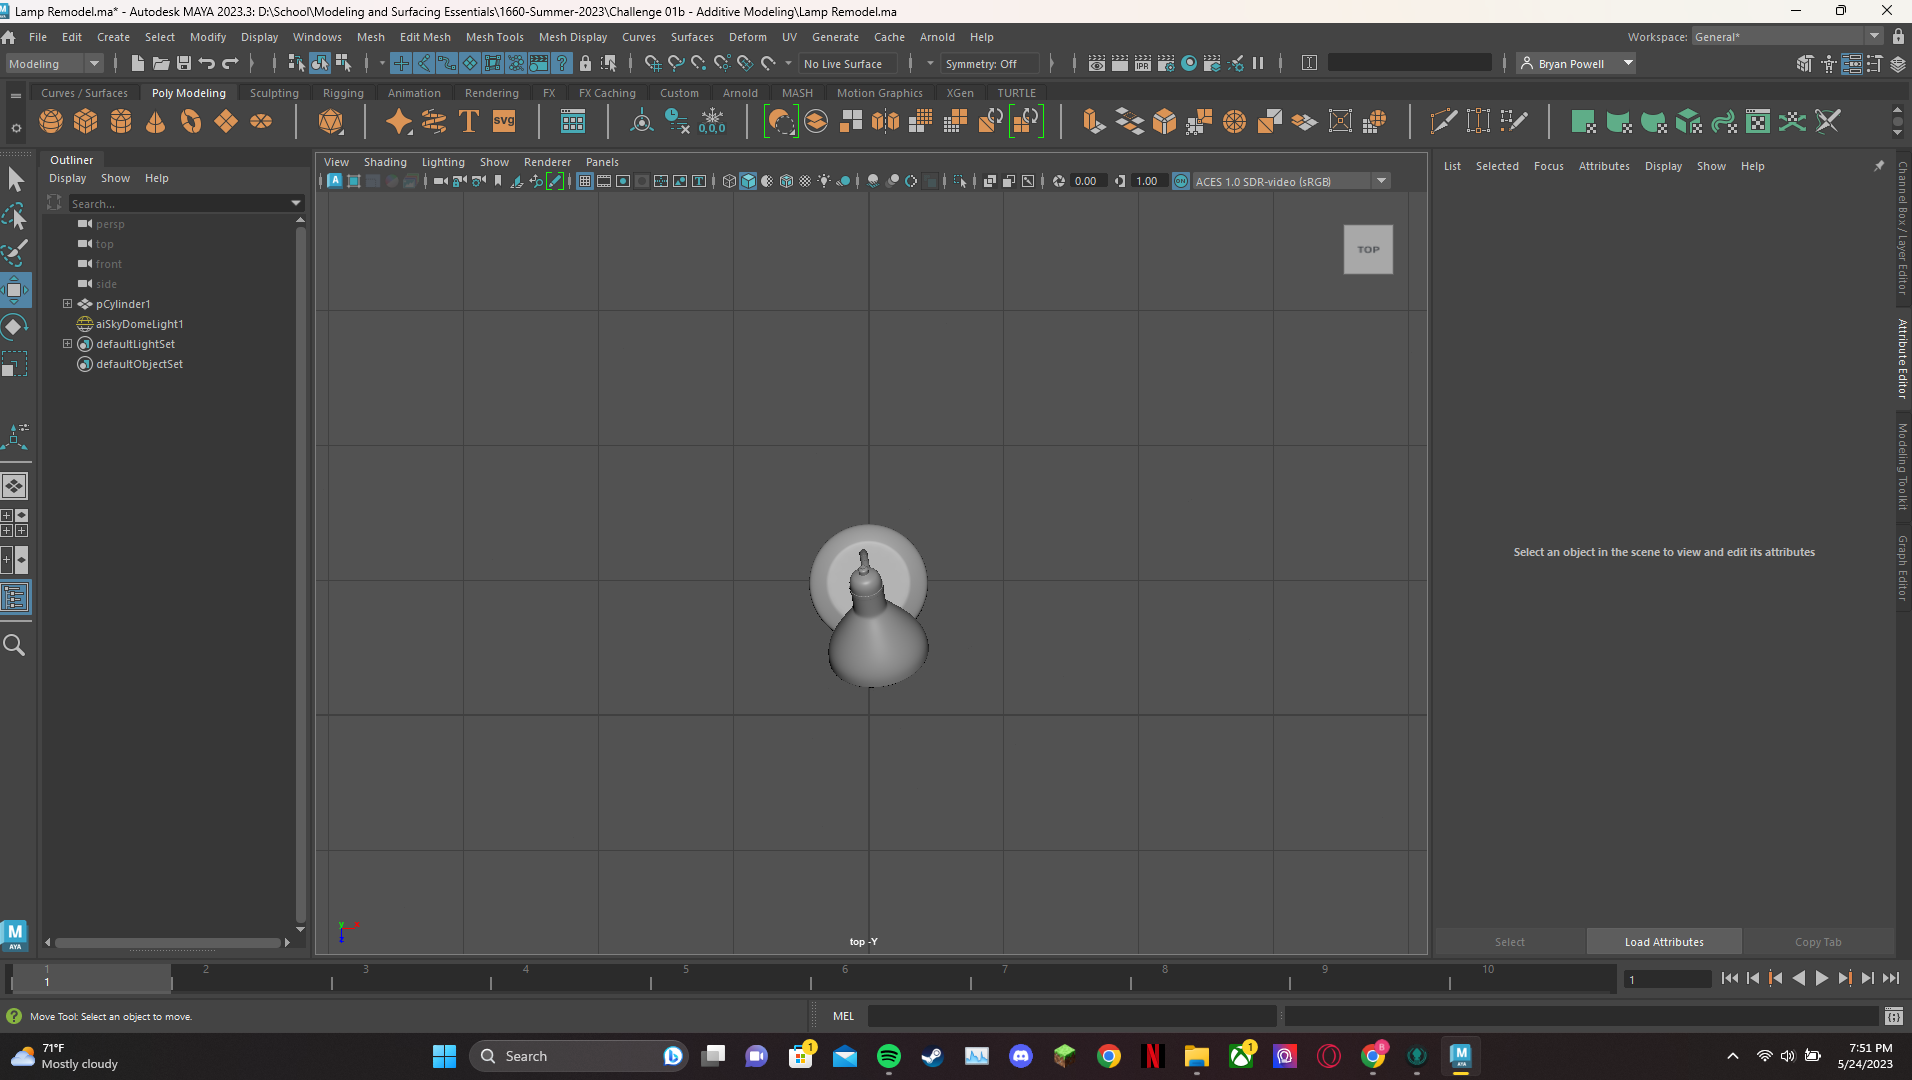 Lamp Remodel.ma* - Autodesk MAYA 2023.3: D:\School\Modeling and Surfacing Essentials\1660-Summer-2023\Challenge 01b - Additive Modeling\Lamp Remodel.ma
File Edit Create Select Modify Display Windows Mesh Edit Mesh Mesh Tools Mesh Display Curves Surfaces Deform UV Generate Cache Arnold Help Workspace: General*
Modeling No Live Surface Symmetry: Off IPR Bryan Powell
Curves / Surfaces Poly Modeling Sculpting Rigging Animation Rendering FX FX Caching Custom Arnold MASH Motion Graphics XGen TURTLE
T svg 0,0,0
Outliner
Display Show Help
Search...
persp
top
front
side
pCylinder1
aiSkyDomeLight1
defaultLightSet
defaultObjectSet
View Shading Lighting Show Renderer Panels
0.00 1.00 ON ACES 1.0 SDR-video (sRGB)
TOP
top -Y
y
z
List Selected Focus Attributes Display Show Help
Select an object in the scene to view and edit its attributes
Select Load Attributes Copy Tab
Channel Box / Layer Editor
Attribute Editor
Modeling Toolkit
Graph Editor
M
AYA
1 2 3 4 5 6 7 8 9 10
1
1
Move Tool: Select an object to move.
MEL
71°F
Mostly cloudy
Search
7:51 PM
5/24/2023